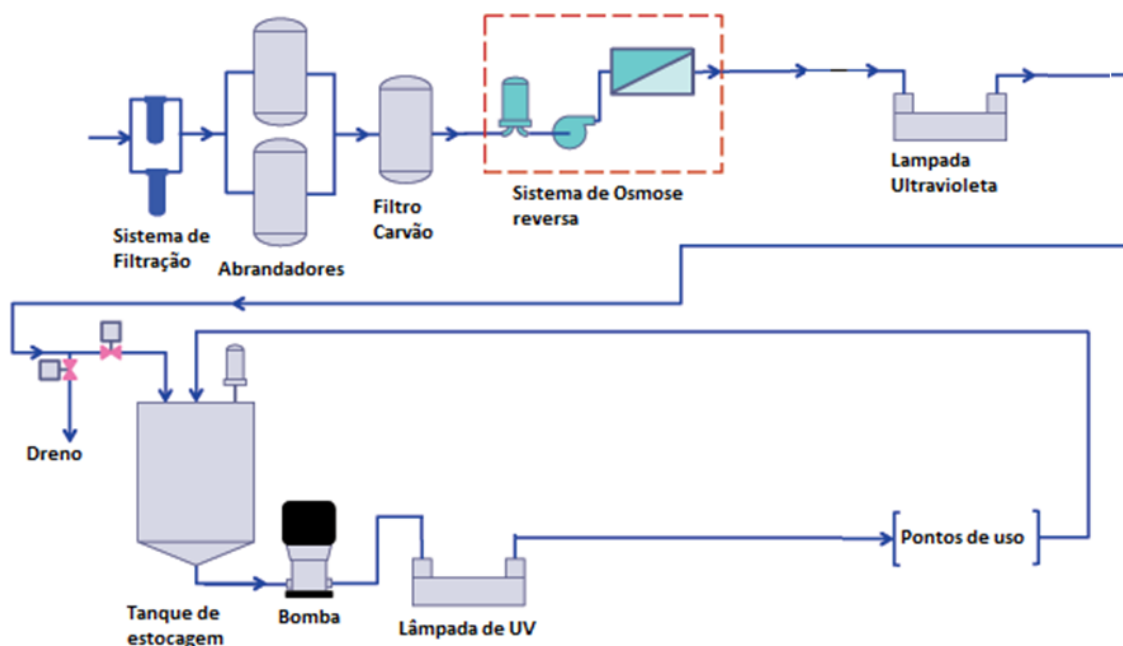 Sistema de
Filtração
Abrandadores
Filtro
Carvão
Sistema de Osmose
reversa
Lampada
Ultravioleta
Dreno
Tanque de
estocagem
Bomba
Lâmpada de UV
Pontos de uso